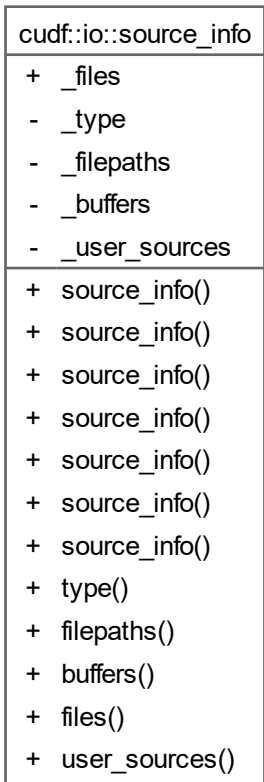 cudf::io::source_info
+ _files
- _type
- _filepaths
- _buffers
- _user_sources
+ source_info()
+ source_info()
+ source_info()
+ source_info()
+ source_info()
+ source_info()
+ source_info()
+ type()
+ filepaths()
+ buffers()
+ files()
+ user_sources()